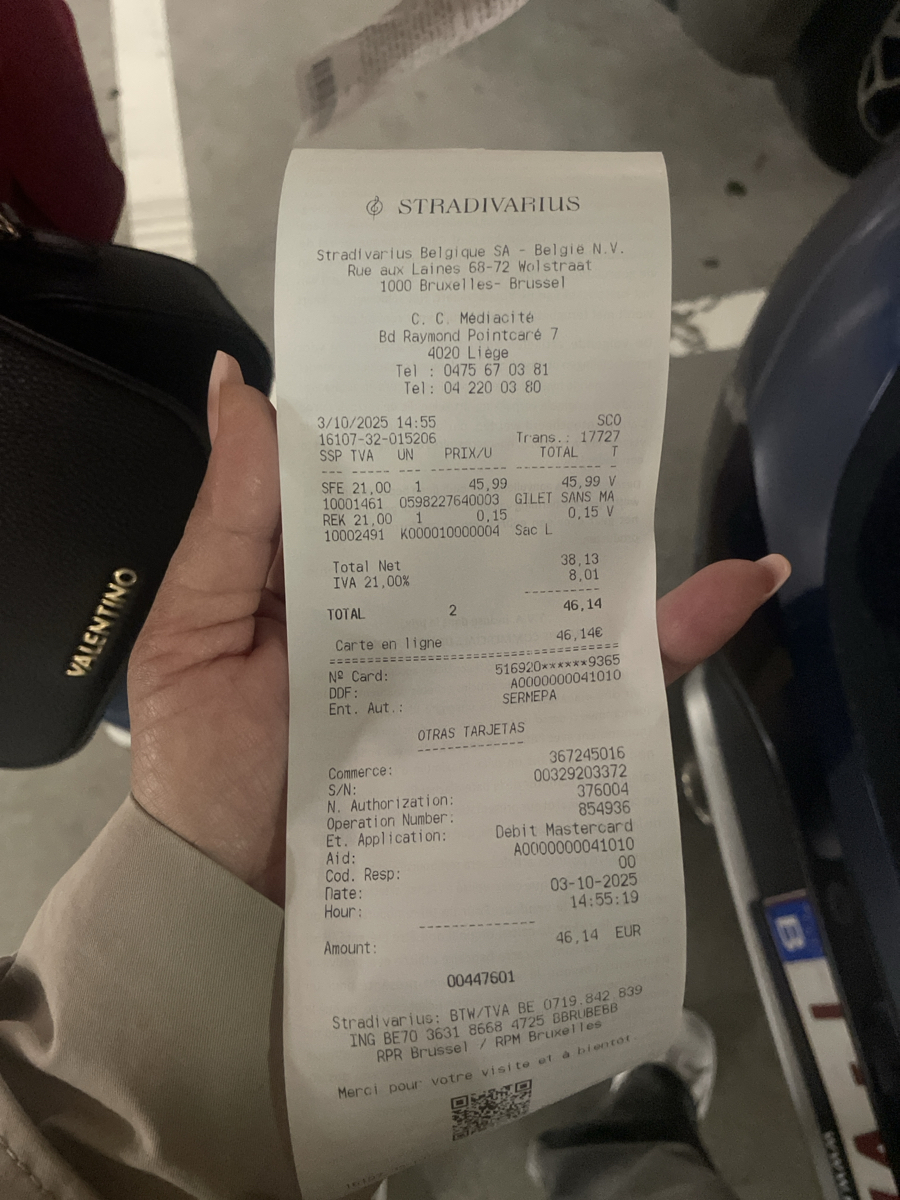 STRADIVARIUS
Stradivarius Belgique SA - België N.V.
Rue aux Laines 68-72 Wolstraat
1000 Bruxelles- Brussel
C. C. Médiacité
Bd Raymond Pointcaré 7
4020 Liège
Tel : 0475 67 03 81
Tel: 04 220 03 80
3/10/2025 14:55 SCO
16107-32-015206 Trans.: 17727
SSP TVA UN PRIX/U TOTAL T
--- ----- --- -------- ---------- -
SFE 21,00 1 45,99 45,99 V
10001461 0598227640003 GILET SANS MA
REK 21,00 1 0,15 0,15 V
10002491 K000010000004 Sac L
Total Net 38,13
IVA 21,00% 8,01
----------
TOTAL 2 46,14
Carte en ligne 46,14€
======================================
Nº Card: 516920******9365
DDF: A0000000041010
Ent. Aut.: SERMEPA
OTRAS TARJETAS
--------------
Commerce: 367245016
S/N: 00329203372
N. Authorization: 376004
Operation Number: 854936
Et. Application: Debit Mastercard
Aid: A0000000041010
Cod. Resp: 00
Date: 03-10-2025
Hour: 14:55:19
---------------
Amount: 46,14 EUR
00447601
Stradivarius: BTW/TVA BE 0719.842.839
ING BE70 3631 8668 4725 BBRUBEBB
RPR Brussel / RPM Bruxelles
Merci pour votre visite et à bientôt.
VALENTINO
B